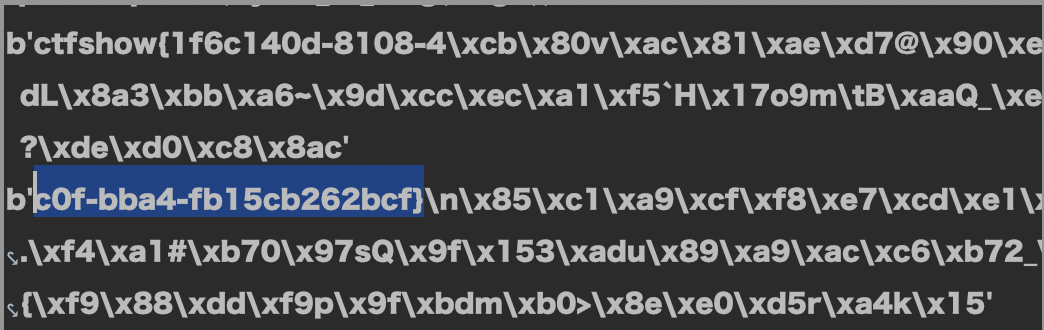 b'ctfshow{1f6c140d-8108-4\xcb\x80v\xac\x81\xae\xd7@\x90\xe
dL\x8a3\xbb\xa6~\x9d\xcc\xec\xa1\xf5`H\x17o9m\tB\xaaQ_\xe
?\xde\xd0\xc8\x8ac'
b'c0f-bba4-fb15cb262bcf}\n\x85\xc1\xa9\xcf\xf8\xe7\xcd\xe1\x
.\xf4\xa1#\xb70\x97sQ\x9f\x153\xadu\x89\xa9\xac\xc6\xb72_\
{\xf9\x88\xdd\xf9p\x9f\xbdm\xb0>\x8e\xe0\xd5r\xa4k\x15'